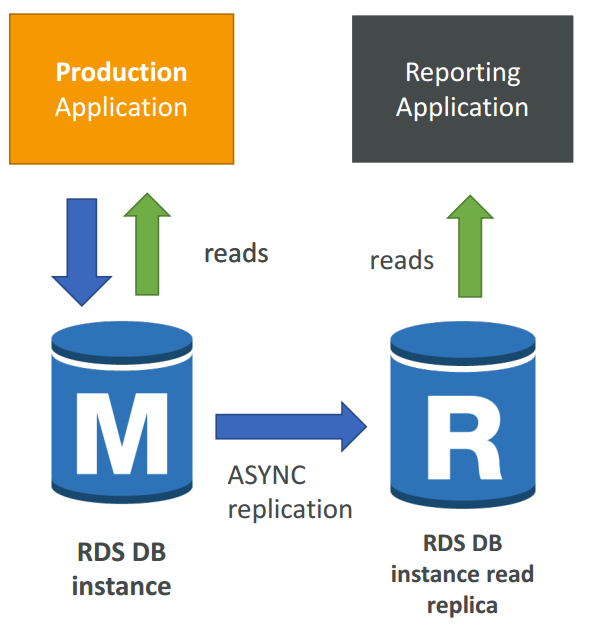 Production
Application
Reporting
Application
reads
reads
M
R
ASYNC
replication
RDS DB
instance
RDS DB
instance read
replica